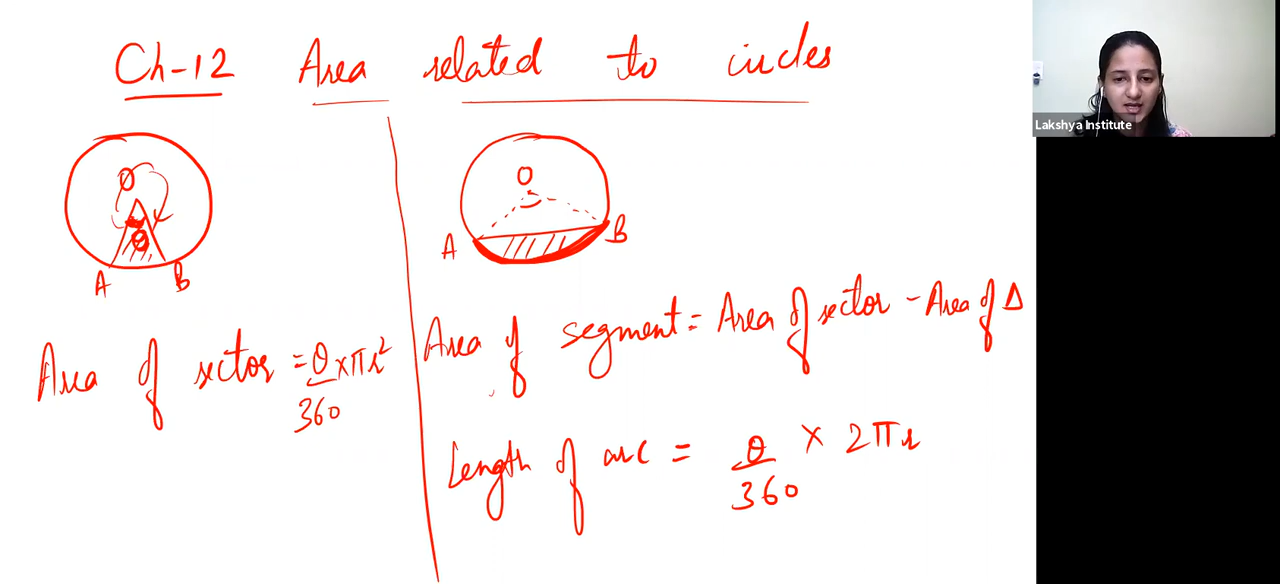 Ch-12 Area related to circles
O
θ
A B
Area of sector = θ/360 × πr²
O
A B
Area of segment = Area of sector - Area of Δ
Length of arc = θ/360 × 2πr
Lakshya Institute